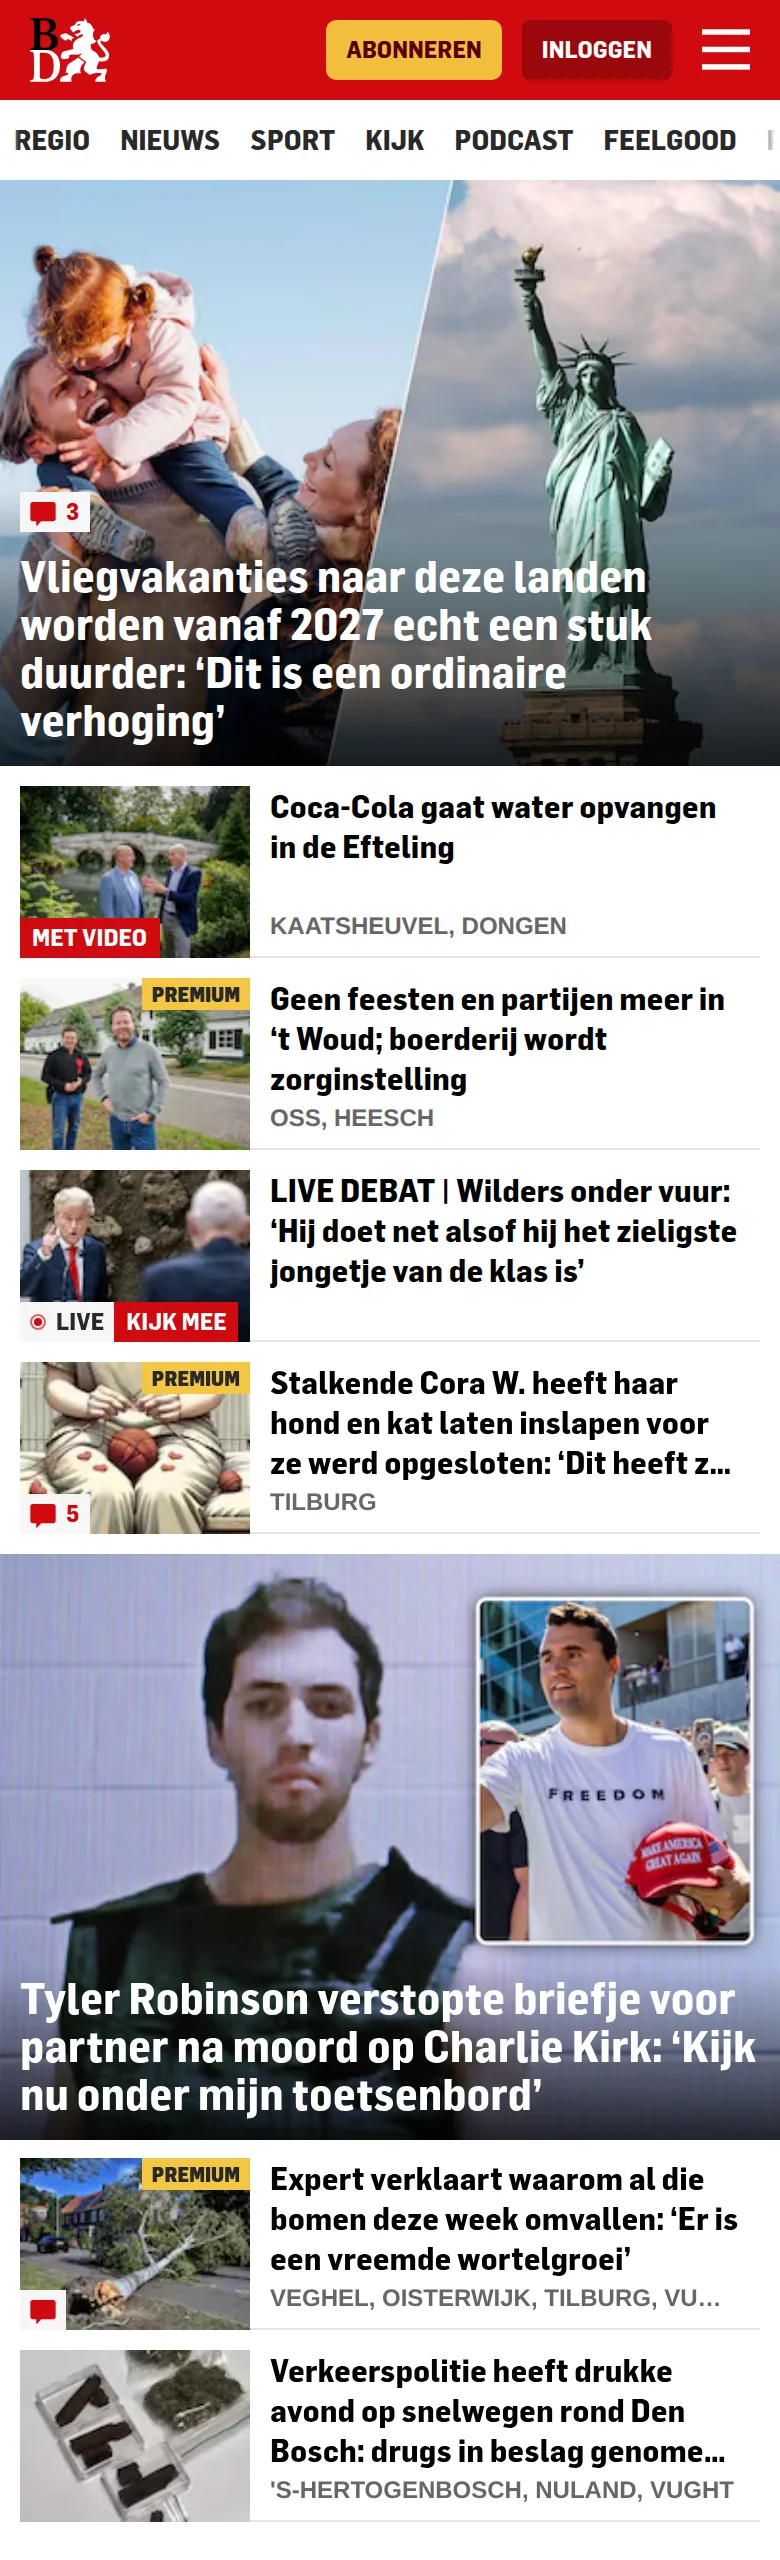 BD
ABONNEREN
INLOGGEN
REGIO NIEUWS SPORT KIJK PODCAST FEELGOOD
3
Vliegvakanties naar deze landen
worden vanaf 2027 echt een stuk
duurder: ‘Dit is een ordinaire
verhoging’
Coca-Cola gaat water opvangen
in de Efteling
KAATSHEUVEL, DONGEN
MET VIDEO
PREMIUM
Geen feesten en partijen meer in
‘t Woud; boerderij wordt
zorginstelling
OSS, HEESCH
LIVE DEBAT | Wilders onder vuur:
‘Hij doet net alsof hij het zieligste
jongetje van de klas is’
LIVE KIJK MEE
PREMIUM
Stalkende Cora W. heeft haar
hond en kat laten inslapen voor
ze werd opgesloten: ‘Dit heeft z...
TILBURG
5
FREEDOM
MAKE AMERICA
GREAT AGAIN
Tyler Robinson verstopte briefje voor
partner na moord op Charlie Kirk: ‘Kijk
nu onder mijn toetsenbord’
PREMIUM
Expert verklaart waarom al die
bomen deze week omvallen: ‘Er is
een vreemde wortelgroei’
VEGHEL, OISTERWIJK, TILBURG, VU...
Verkeerspolitie heeft drukke
avond op snelwegen rond Den
Bosch: drugs in beslag genome...
'S-HERTOGENBOSCH, NULAND, VUGHT